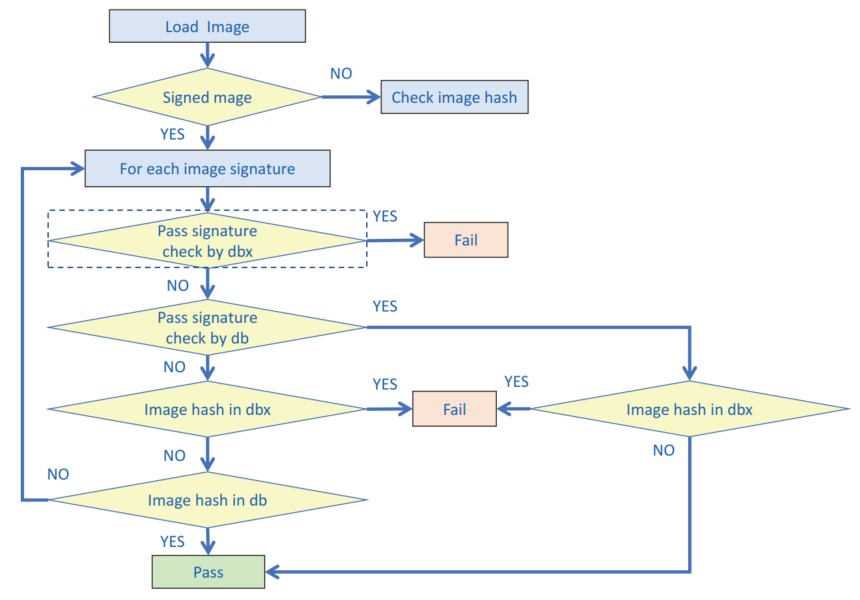 Load Image
NO
Signed mage
Check image hash
YES
For each image signature
YES
Pass signature
check by dbx
Fail
NO
YES
Pass signature
check by db
NO
YES
YES
Image hash in dbx
Fail
Image hash in dbx
NO
NO
NO
Image hash in db
YES
Pass